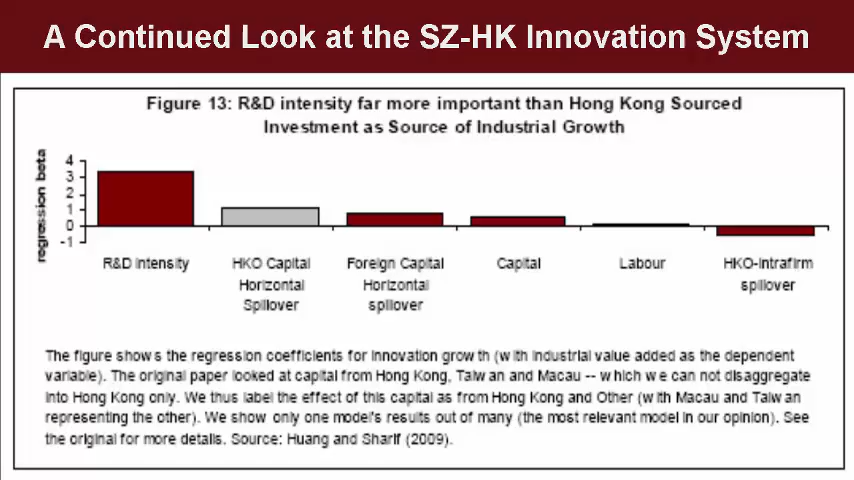 A Continued Look at the SZ-HK Innovation System
Figure 13: R&D intensity far more important than Hong Kong Sourced
Investment as Source of Industrial Growth
regression beta
4
3
2
1
0
-1
R&D Intensity
HKO Capital
Horizontal
Spillover
Foreign Capital
Horizontal
spillover
Capital
Labour
HKO-Intrafirm
spillover
The figure shows the regression coefficients for innovation growth (with industrial value added as the dependent
variable). The original paper looked at capital from Hong Kong, Taiwan and Macau -- which we can not disaggregate
into Hong Kong only. We thus label the effect of this capital as from Hong Kong and Other (with Macau and Taiwan
representing the other). We show only one model's results out of many (the most relevant model in our opinion). See
the original for more details. Source: Huang and Sharif (2009).